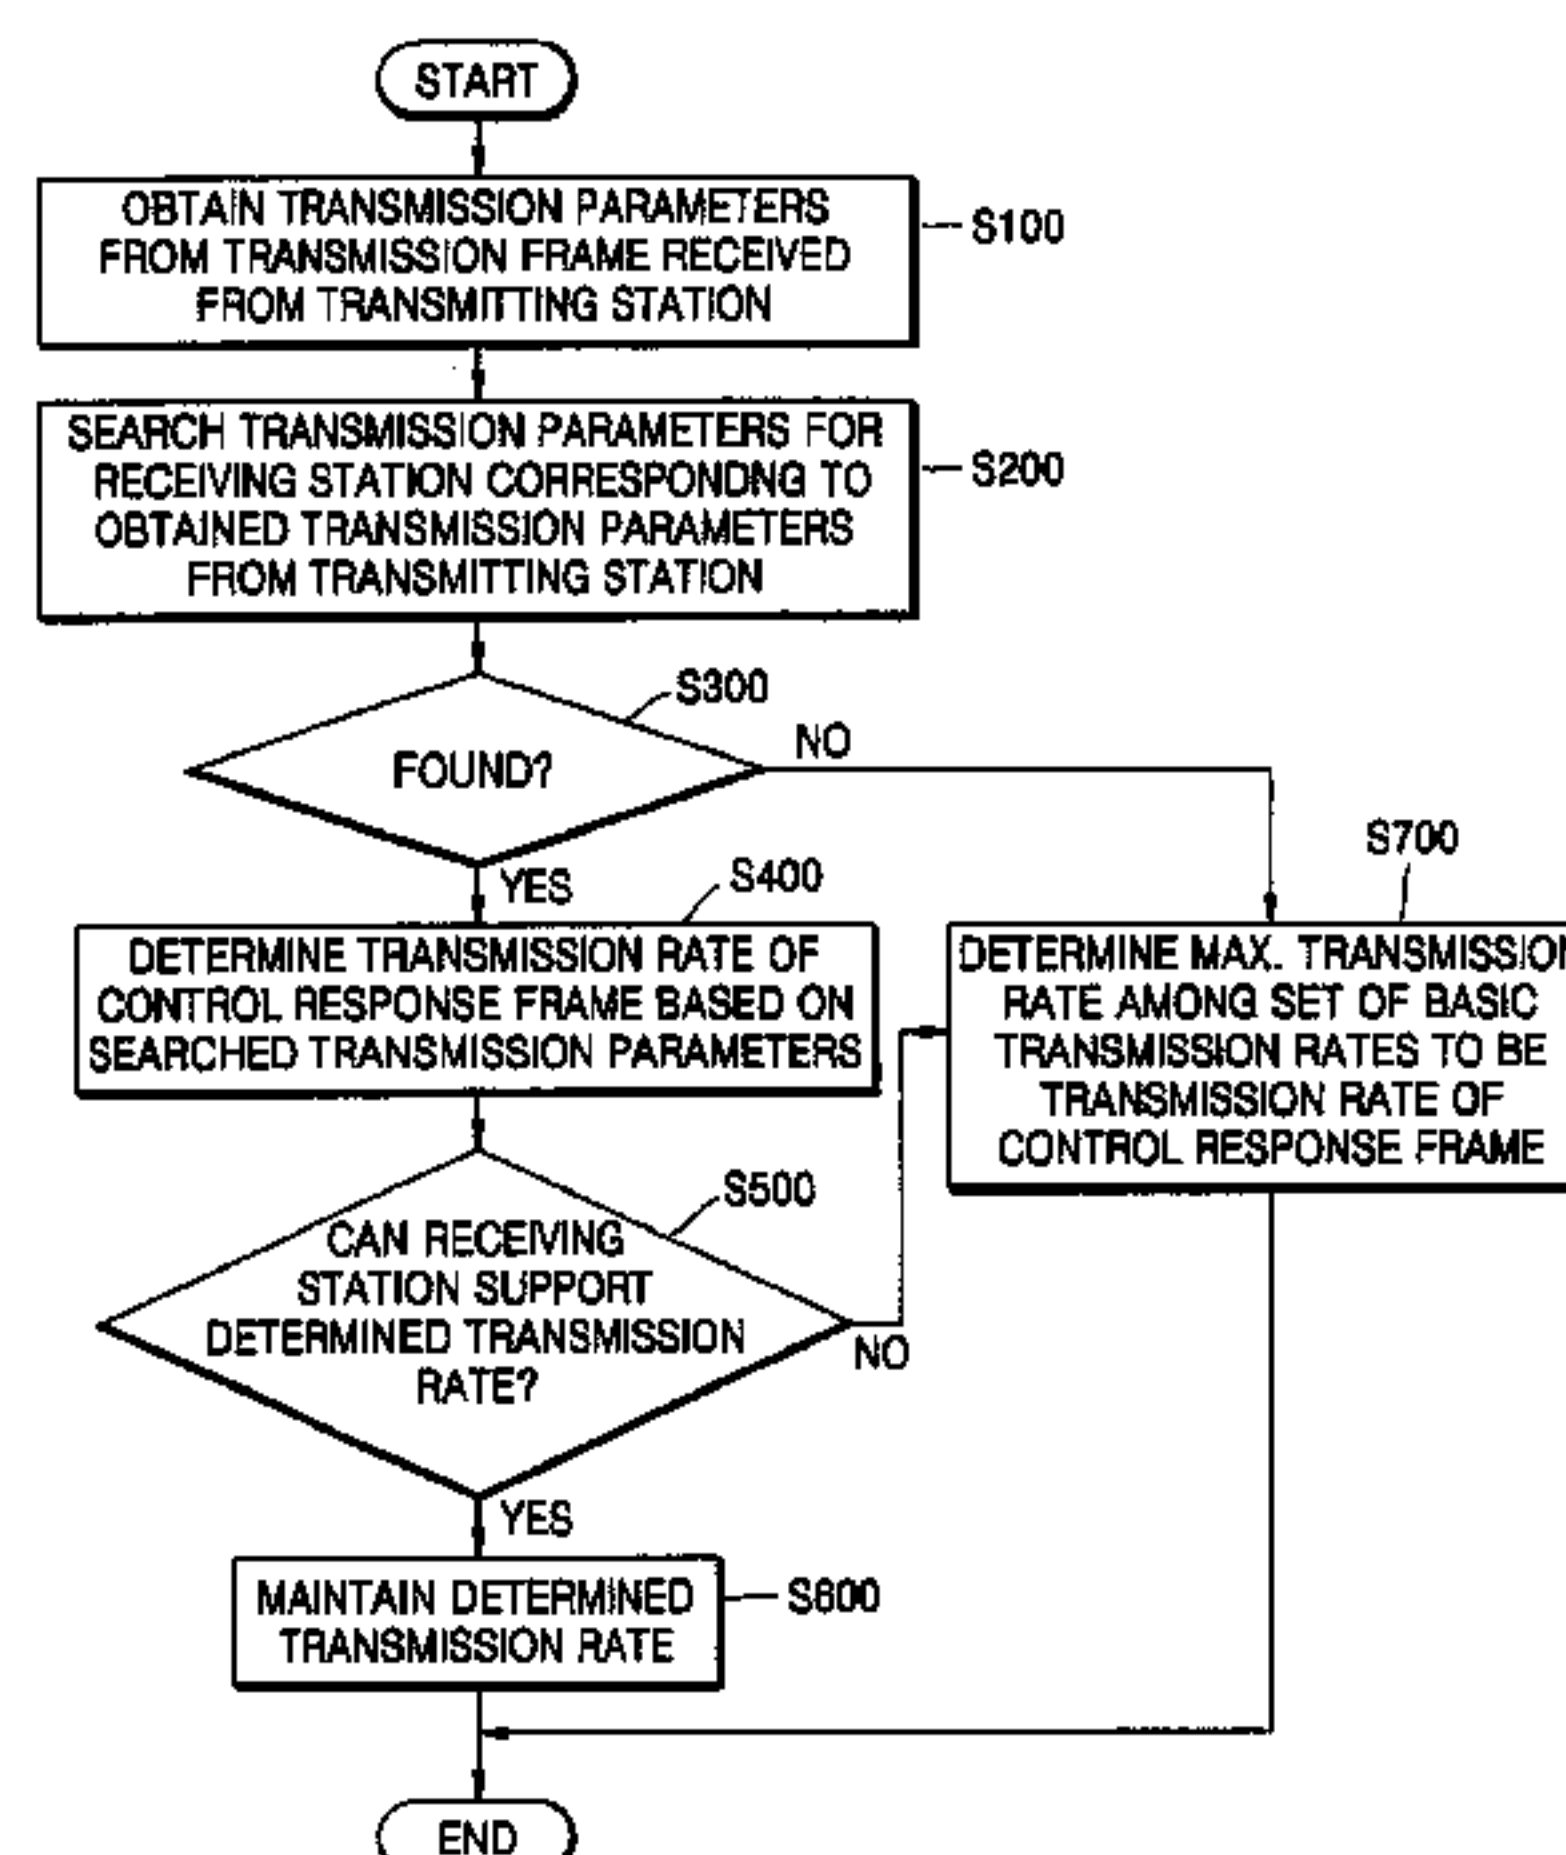 START
OBTAIN TRANSMISSION PARAMETERS
FROM TRANSMISSION FRAME RECEIVED
FROM TRANSMITTING STATION
S100
SEARCH TRANSMISSION PARAMETERS FOR
RECEIVING STATION CORRESPONDNG TO
OBTAINED TRANSMISSION PARAMETERS
FROM TRANSMITTING STATION
S200
S300
FOUND?
NO
YES
S400
DETERMINE TRANSMISSION RATE OF
CONTROL RESPONSE FRAME BASED ON
SEARCHED TRANSMISSION PARAMETERS
S700
DETERMINE MAX. TRANSMISSION
RATE AMONG SET OF BASIC
TRANSMISSION RATES TO BE
TRANSMISSION RATE OF
CONTROL RESPONSE FRAME
S500
CAN RECEIVING
STATION SUPPORT
DETERMINED TRANSMISSION
RATE?
NO
YES
MAINTAIN DETERMINED
TRANSMISSION RATE
S600
END